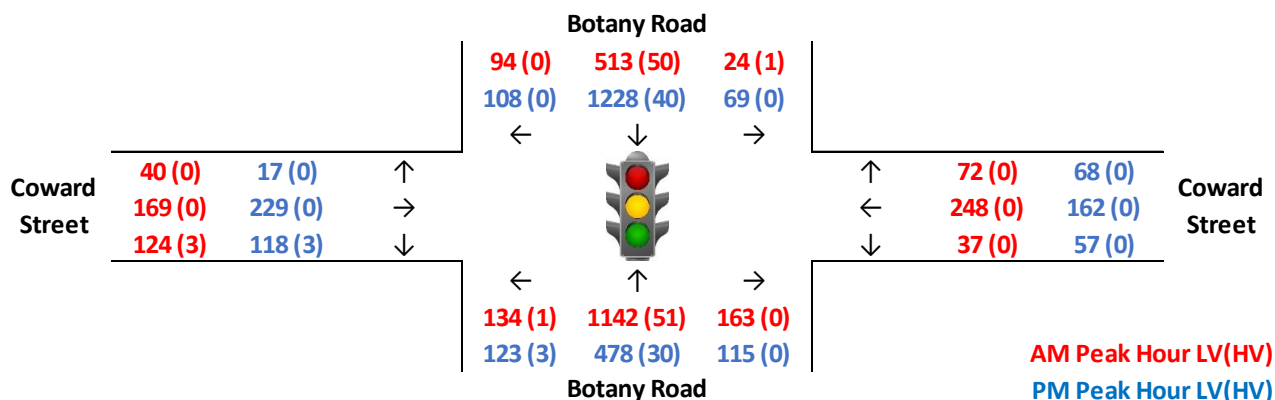 Botany Road
94 (0) 513 (50) 24 (1)
108 (0) 1228 (40) 69 (0)
← ↓ →
Coward
Street
40 (0) 17 (0) ↑
169 (0) 229 (0) →
124 (3) 118 (3) ↓
↑ 72 (0) 68 (0)
← 248 (0) 162 (0)
↓ 37 (0) 57 (0)
Coward
Street
← ↑ →
134 (1) 1142 (51) 163 (0)
123 (3) 478 (30) 115 (0)
Botany Road
AM Peak Hour LV(HV)
PM Peak Hour LV(HV)